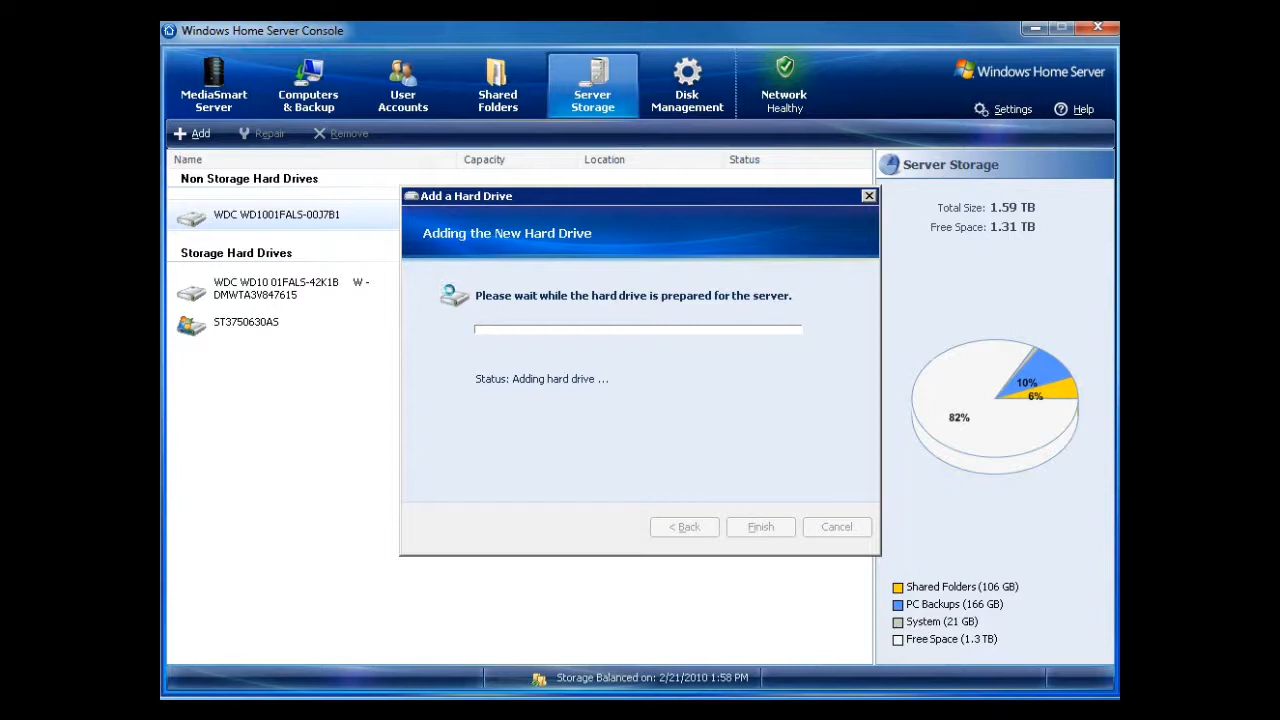 Windows Home Server Console
MediaSmart Server
Computers & Backup
User Accounts
Shared Folders
Server Storage
Disk Management
Network Healthy
Windows Home Server
Settings
Help
Add
Repair
Remove
Name Capacity Location Status
Non Storage Hard Drives
WDC WD1001FALS-00J7B1
Storage Hard Drives
WDC WD10 01FALS-42K1B W -
DMWTA3V847615
ST3750630AS
Add a Hard Drive
Adding the New Hard Drive
Please wait while the hard drive is prepared for the server.
Status: Adding hard drive ...
< Back
Finish
Cancel
Server Storage
Total Size: 1.59 TB
Free Space: 1.31 TB
10%
6%
82%
Shared Folders (106 GB)
PC Backups (166 GB)
System (21 GB)
Free Space (1.3 TB)
Storage Balanced on: 2/21/2010 1:58 PM